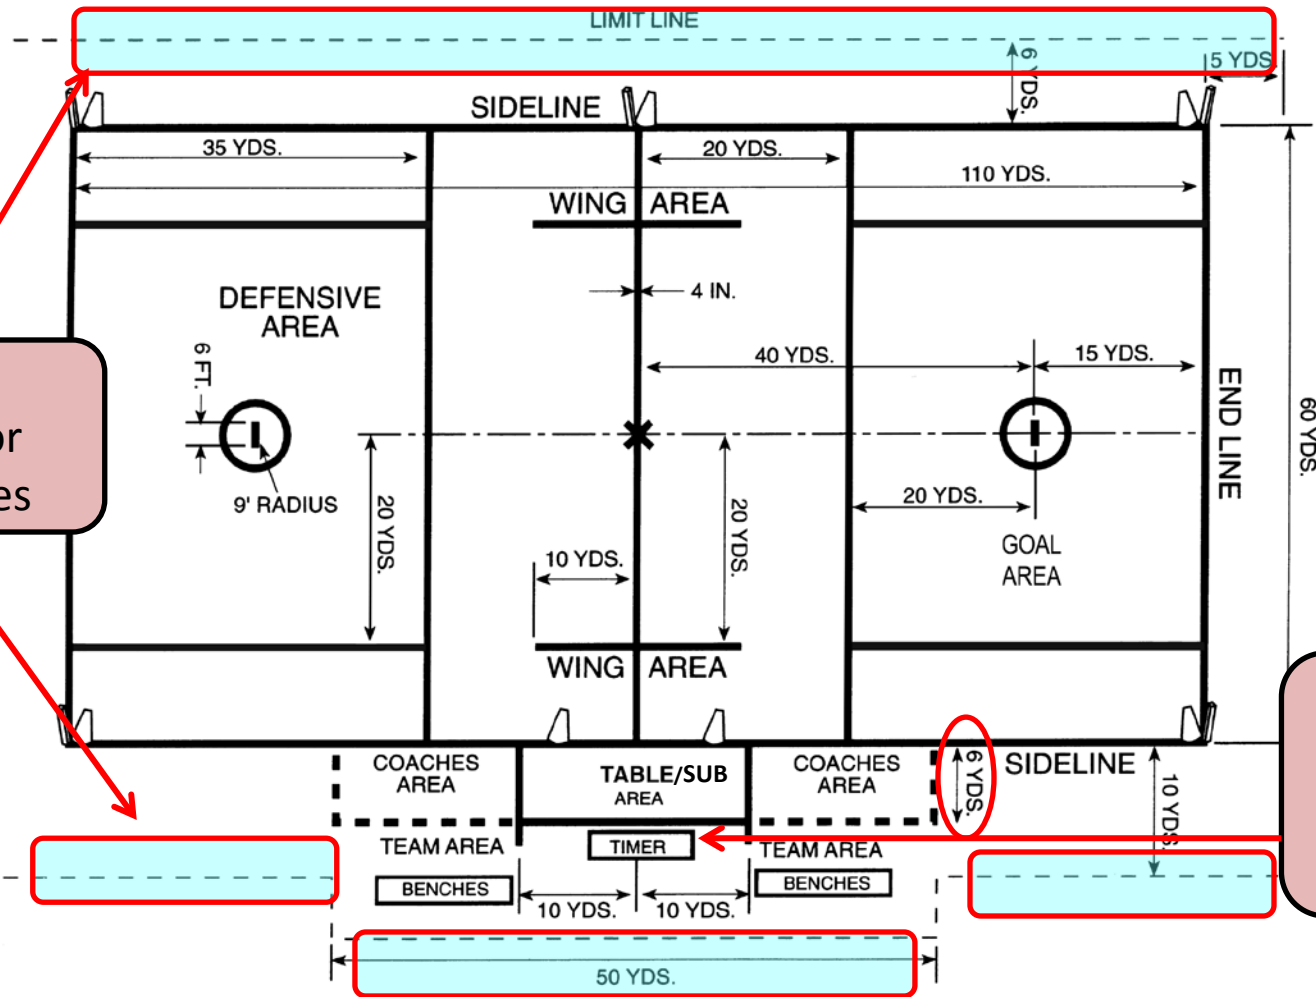 LIMIT LINE
6 YDS.
5 YDS.
SIDELINE
35 YDS.
20 YDS.
110 YDS.
WING AREA
4 IN.
DEFENSIVE
AREA
40 YDS.
15 YDS.
6 FT.
END LINE
60 YDS.
or
es
9' RADIUS
20 YDS.
20 YDS.
20 YDS.
10 YDS.
GOAL
AREA
WING AREA
COACHES
AREA
TABLE/SUB
AREA
COACHES
AREA
6 YDS.
SIDELINE
10 YDS.
TEAM AREA
TIMER
TEAM AREA
BENCHES
BENCHES
10 YDS.
10 YDS.
50 YDS.